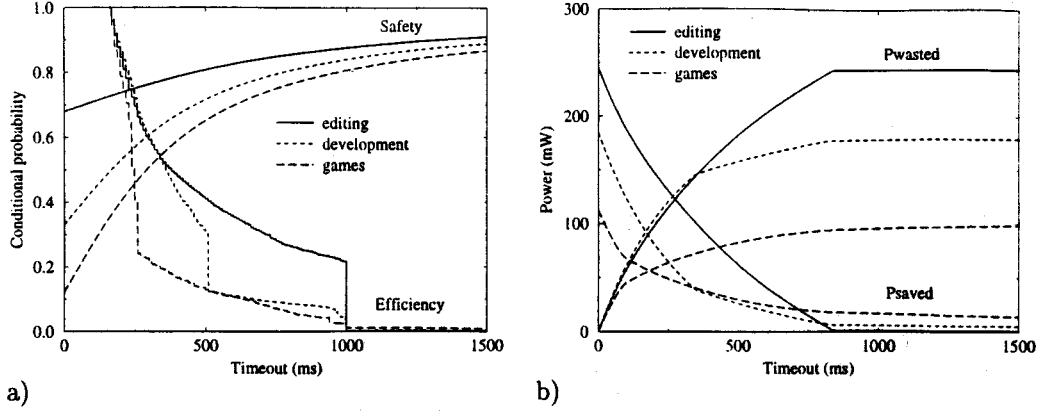 1.0
0.8
0.6
0.4
0.2
0.0
Conditional probability
Safety
editing
development
games
Efficiency
0
500
1000
1500
Timeout (ms)
a)
300
200
100
0
Power (mW)
editing
development
games
Pwasted
Psaved
0
500
1000
1500
Timeout (ms)
b)